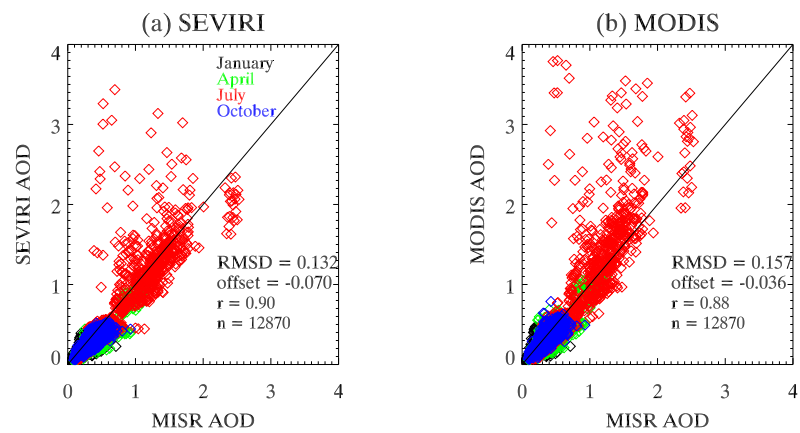 (a) SEVIRI
4
3
2
1
0
SEVIRI AOD
January
April
July
October
RMSD = 0.132
offset = -0.070
r = 0.90
n = 12870
0 1 2 3 4
MISR AOD
(b) MODIS
4
3
2
1
0
MODIS AOD
RMSD = 0.157
offset = -0.036
r = 0.88
n = 12870
0 1 2 3 4
MISR AOD